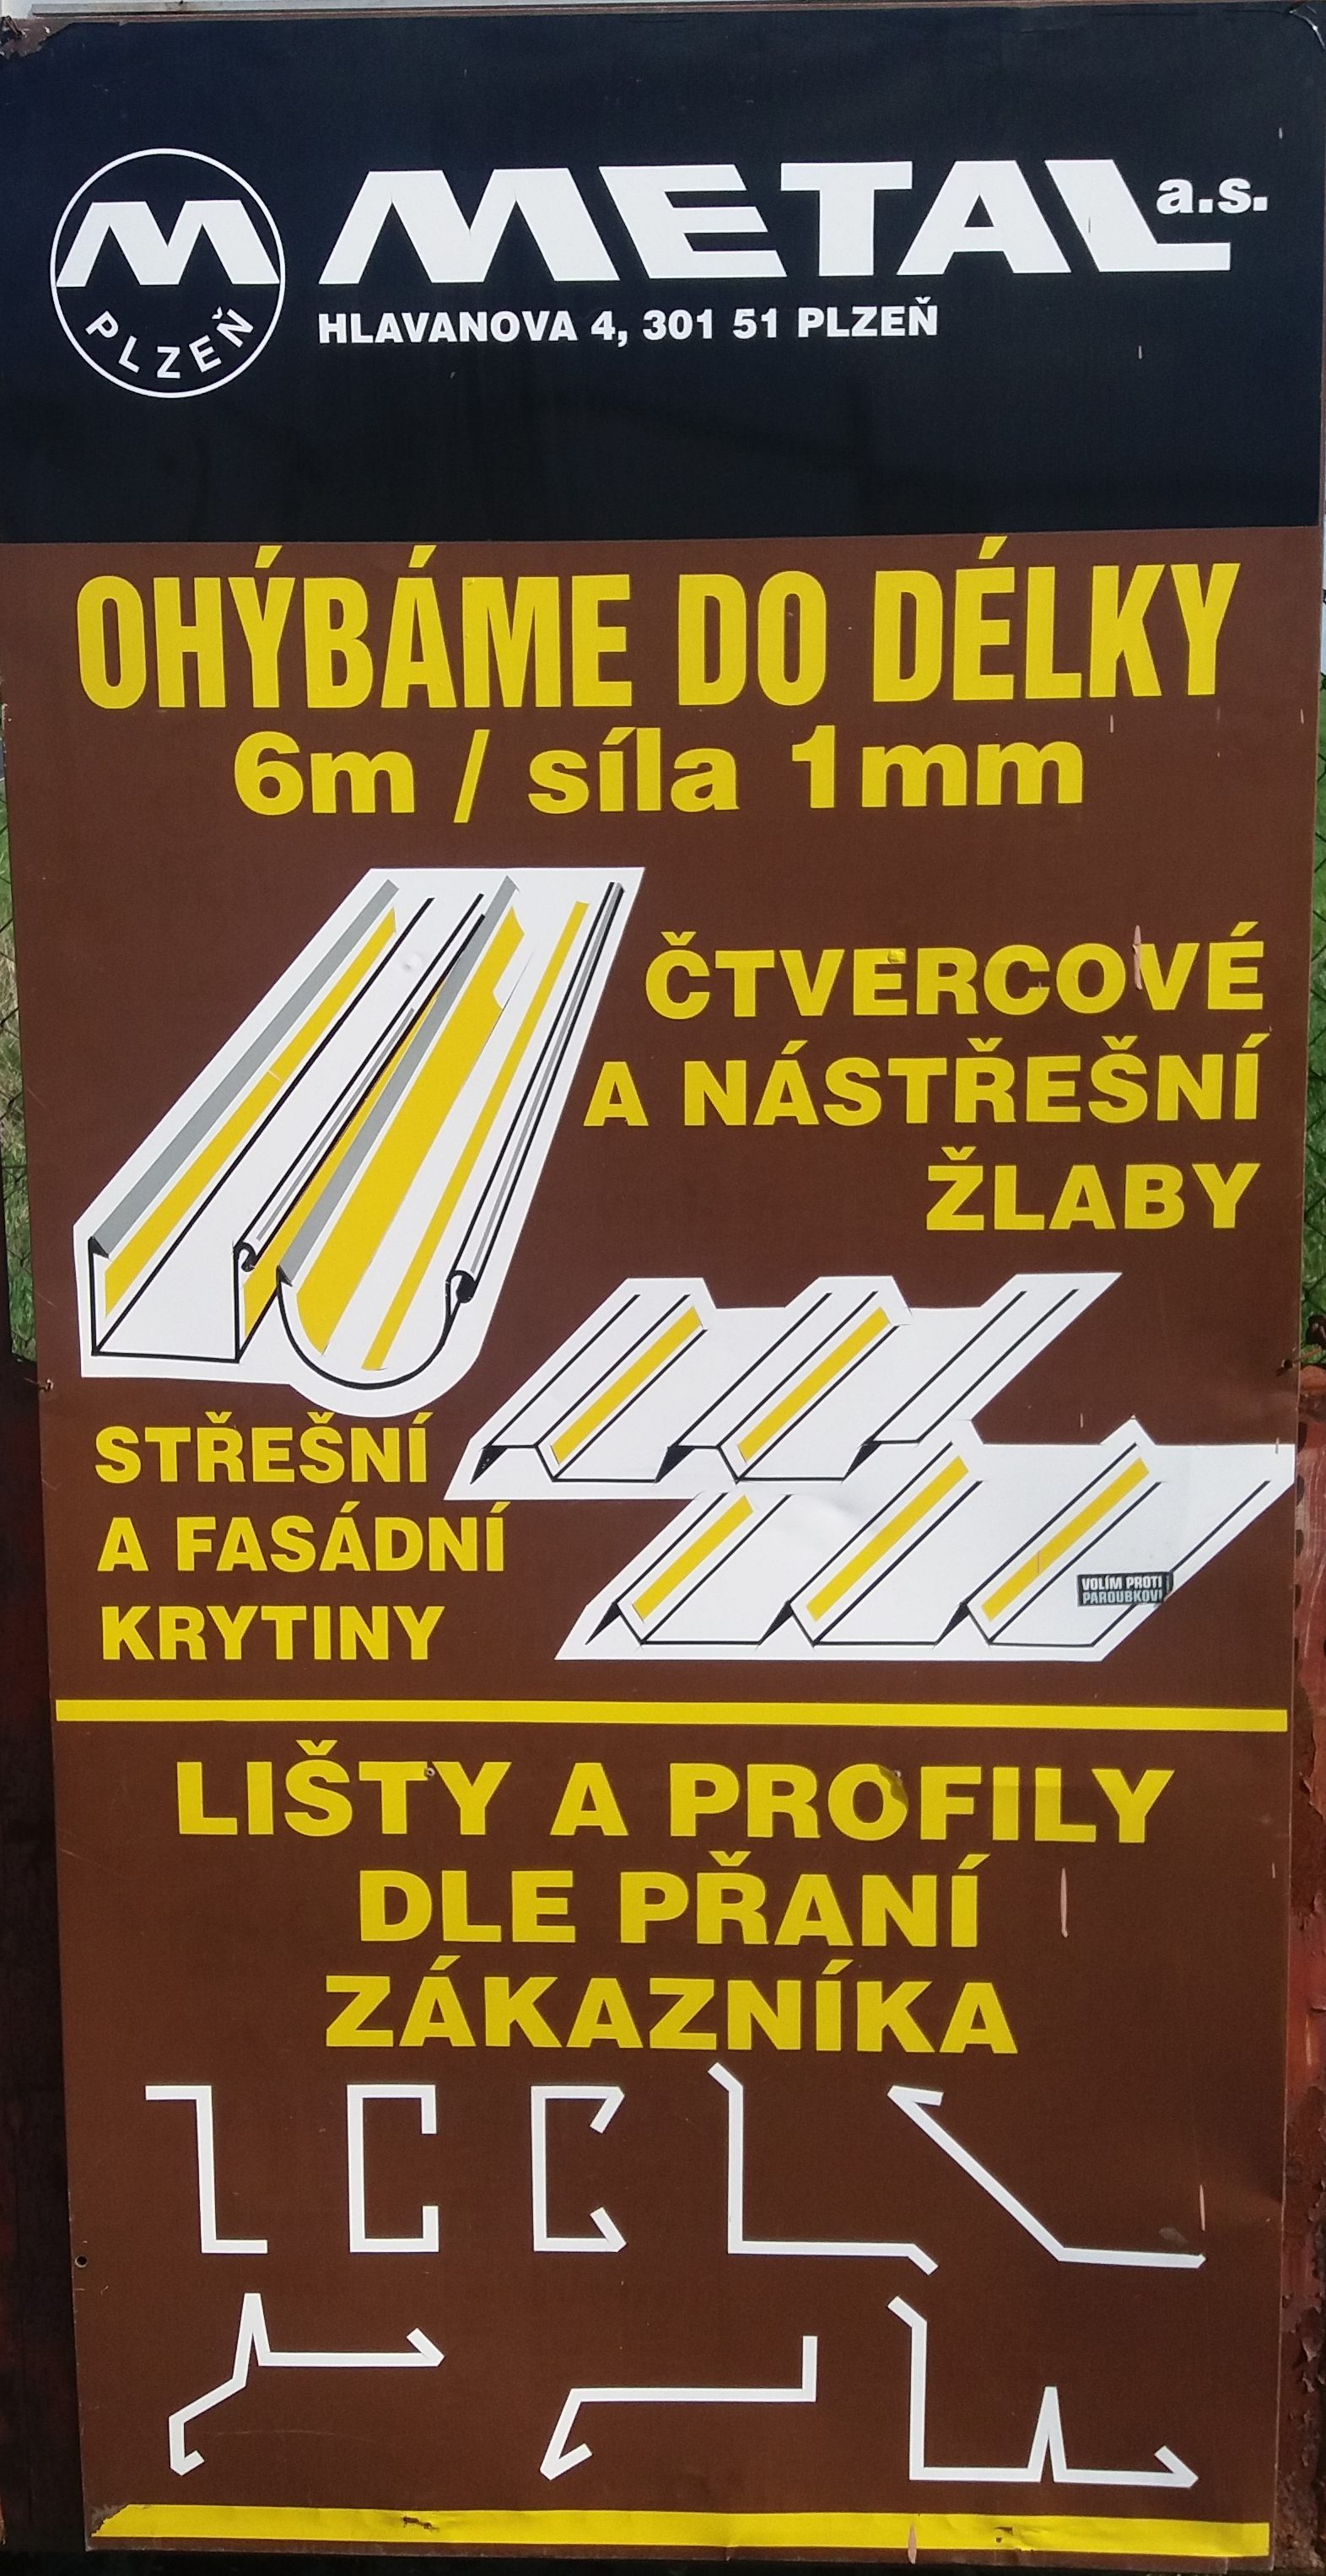 M
PLZEŇ
METAL a.s.
HLAVANOVA 4, 301 51 PLZEŇ
OHÝBÁME DO DÉLKY
6m / síla 1mm
ČTVERCOVÉ
A NÁSTŘEŠNÍ
ŽLABY
STŘEŠNÍ
A FASÁDNÍ
KRYTINY
VOLÍM PROTI
PAROUBKOVI
LIŠTY A PROFILY
DLE PŘANÍ
ZÁKAZNÍKA